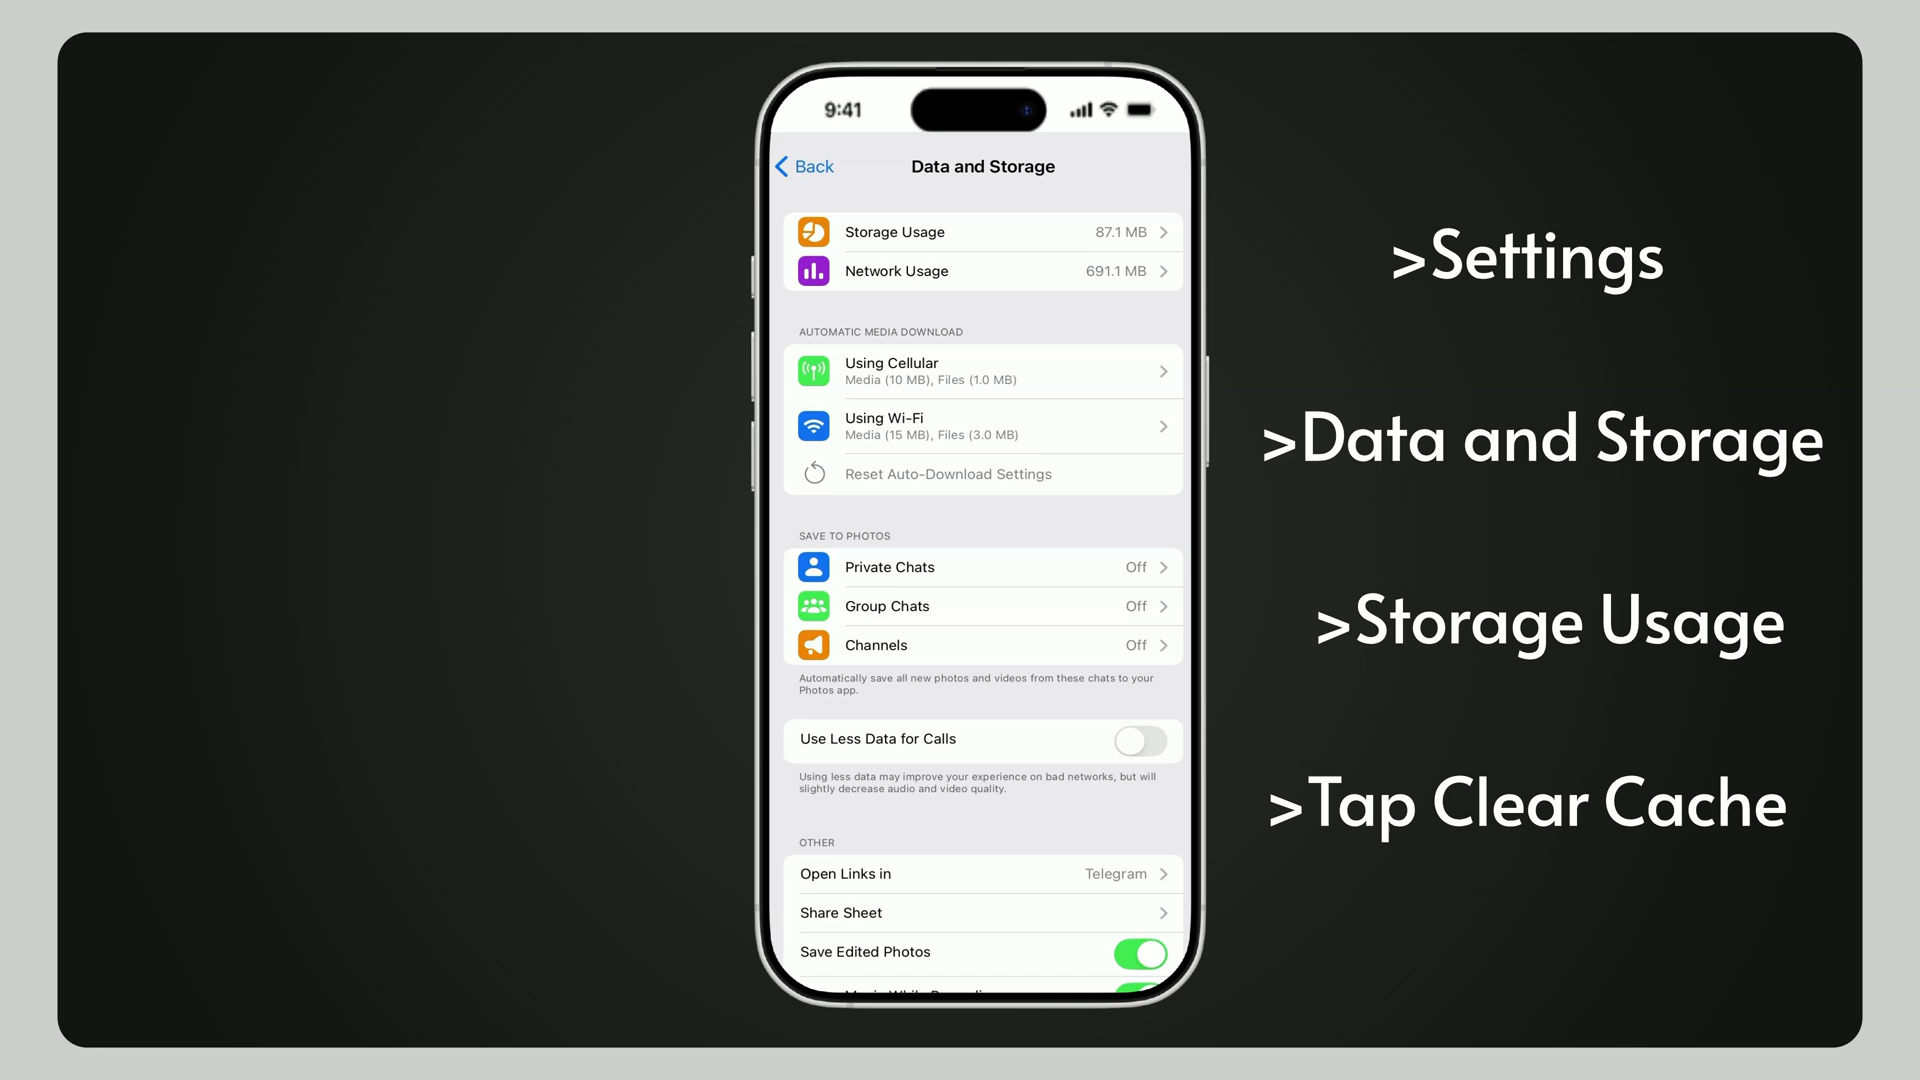 9:41
Back
Data and Storage
Storage Usage 87.1 MB
Network Usage 691.1 MB
AUTOMATIC MEDIA DOWNLOAD
Using Cellular
Media (10 MB), Files (1.0 MB)
Using Wi-Fi
Media (15 MB), Files (3.0 MB)
Reset Auto-Download Settings
SAVE TO PHOTOS
Private Chats Off
Group Chats Off
Channels Off
Automatically save all new photos and videos from these chats to your
Photos app.
Use Less Data for Calls
Using less data may improve your experience on bad networks, but will
slightly decrease audio and video quality.
OTHER
Open Links in Telegram
Share Sheet
Save Edited Photos
>Settings
>Data and Storage
>Storage Usage
>Tap Clear Cache